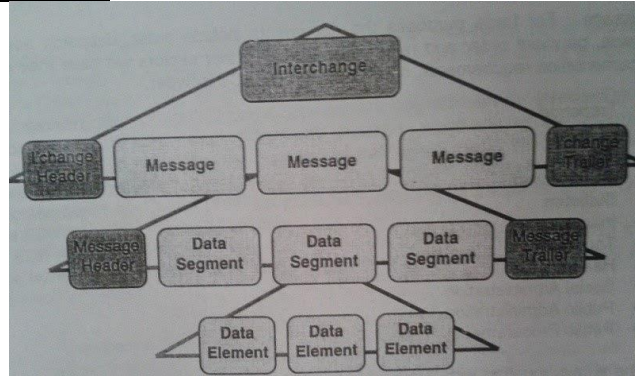 Interchange
I'change
Header
Message
Message
Message
I'change
Trailer
Message
Header
Data
Segment
Data
Segment
Data
Segment
Message
Trailer
Data
Element
Data
Element
Data
Element